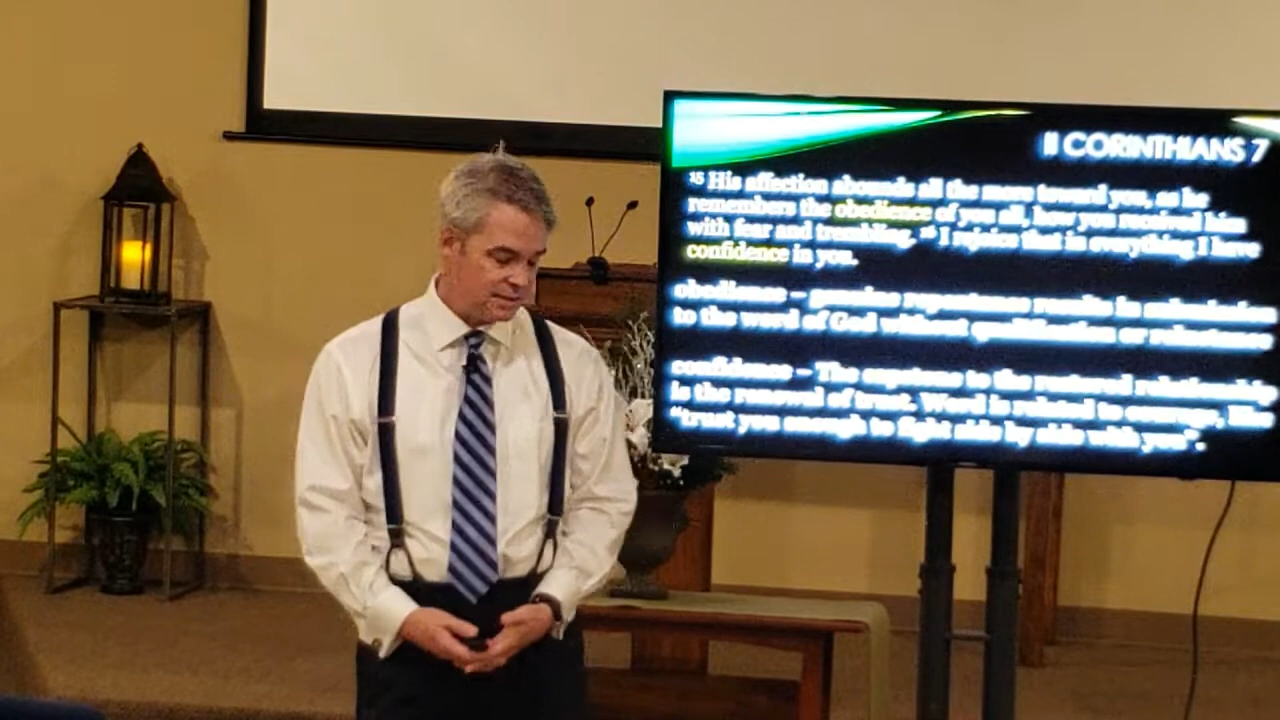 II CORINTHIANS 7
15 His affection abounds all the more toward you, as he
remembers the obedience of you all, how you received him
with fear and trembling. 16 I rejoice that in everything I have
confidence in you.
obedience – genuine repentance results in submission
to the word of God without qualification or reluctance
confidence – The capstone to the restored relationship
is the renewal of trust. Word is related to courage, like
"trust you enough to fight side by side with you".